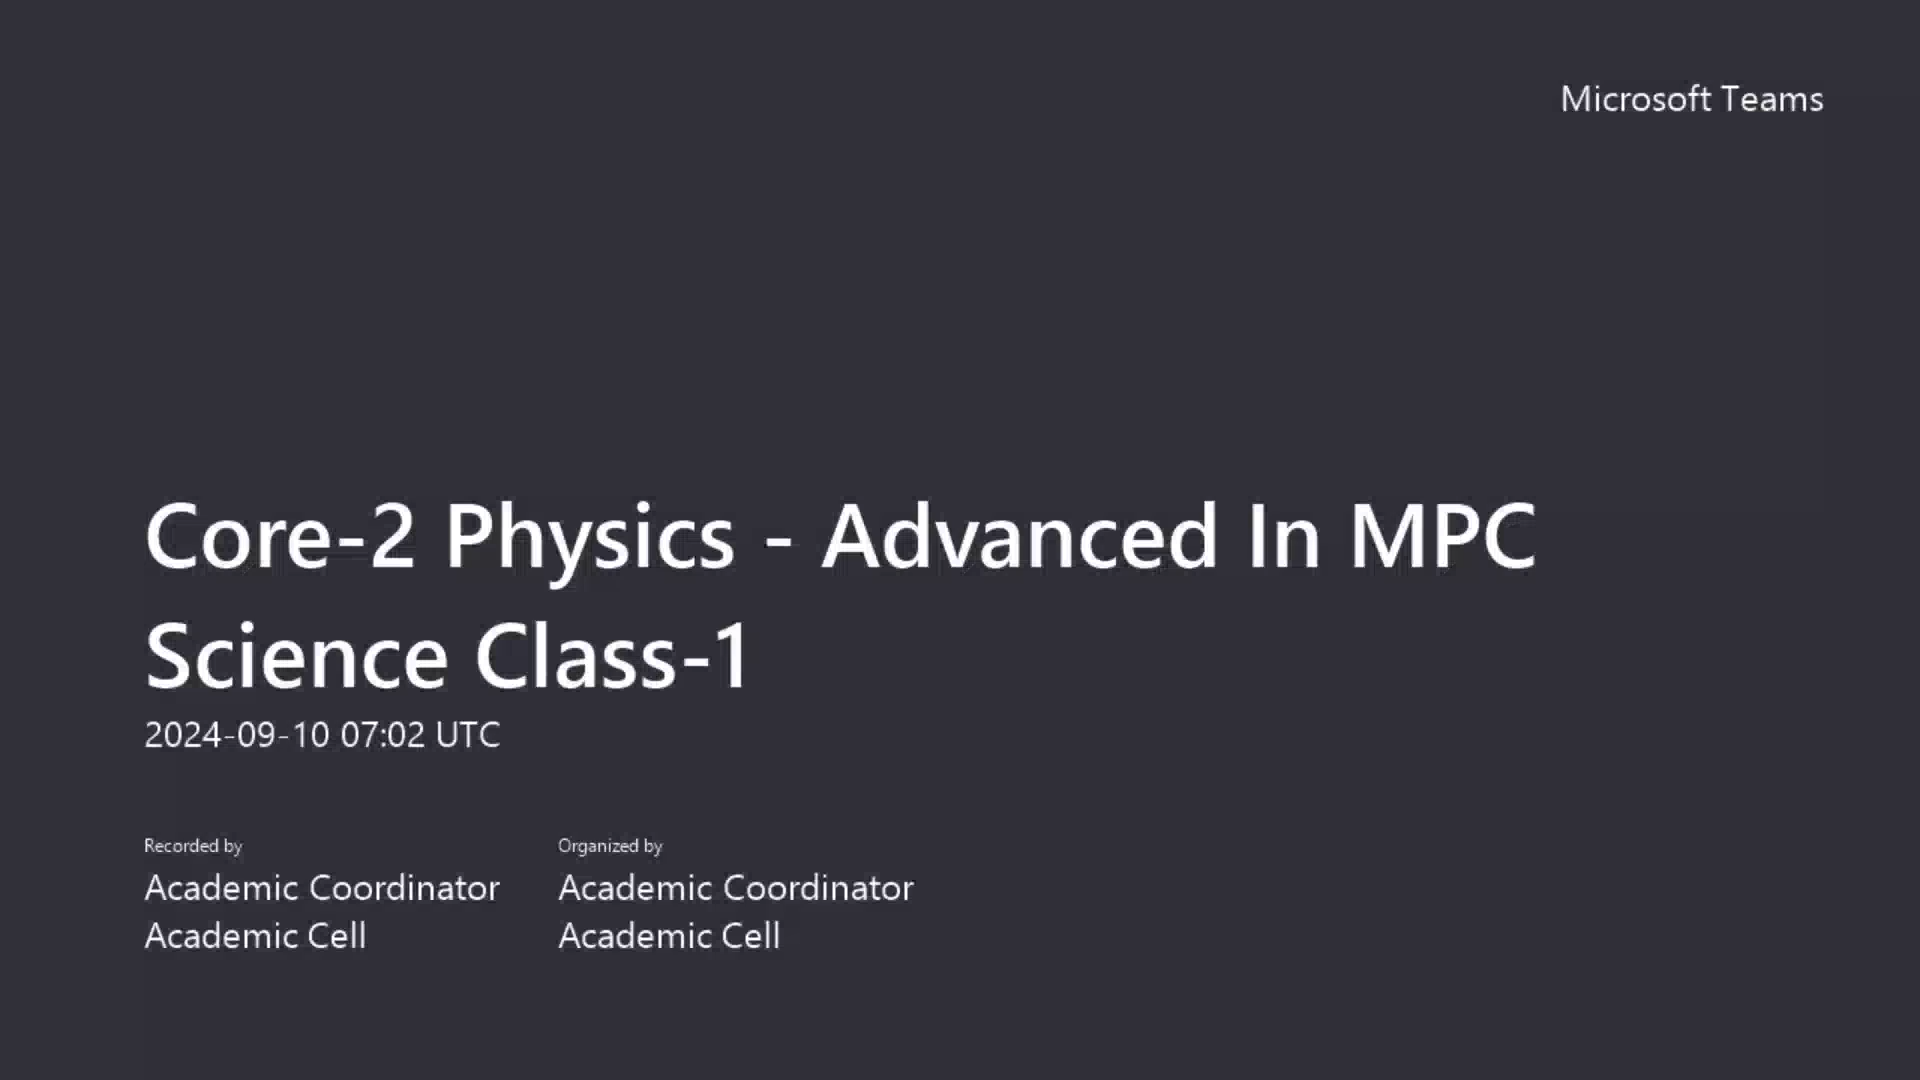 Microsoft Teams
Core-2 Physics - Advanced In MPC
Science Class-1
2024-09-10 07:02 UTC
Recorded by
Academic Coordinator
Academic Cell
Organized by
Academic Coordinator
Academic Cell